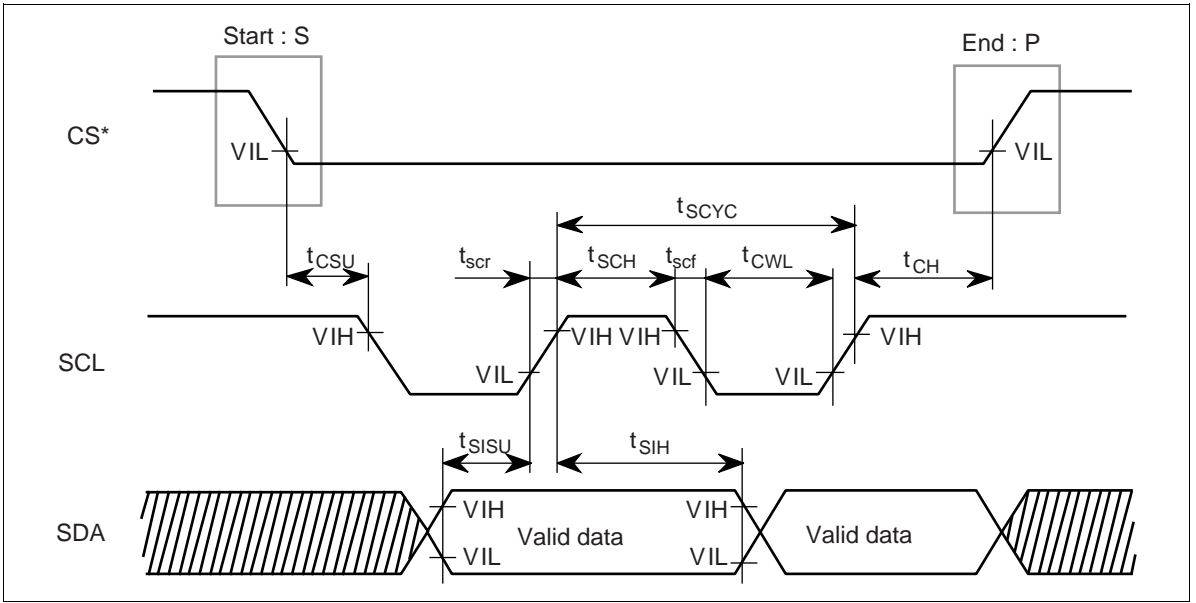 Start : S
End : P
CS*
VIL
VIL
tSCYC
tCSU
tscr
tSCH
tscf
tCWL
tCH
SCL
VIH
VIL
VIH VIH
VIL
VIL
VIH
tSISU
tSIH
SDA
VIH
VIL
Valid data
VIH
VIL
Valid data